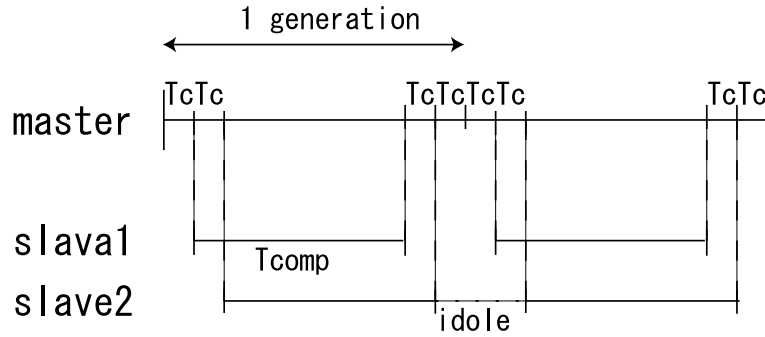 1 generation
TcTc TcTcTcTc TcTc
master
slava1
Tcomp
slave2
idole